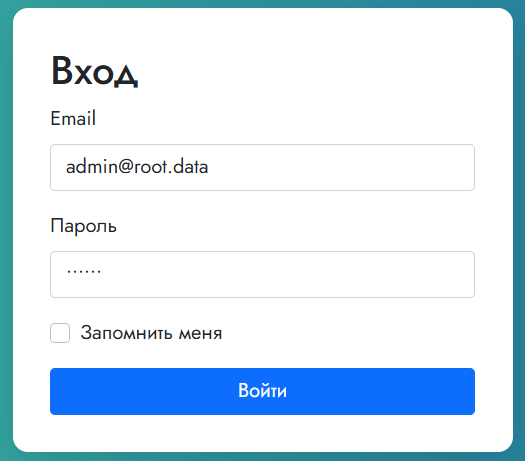 Вход
Email
admin@root.data
Пароль
······
Запомнить меня
Войти